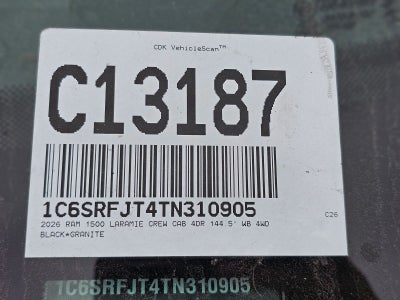 CDK VehicleScan™
C13187
1C6SRFJT4TN310905
2026 RAM 1500 LARAMIE CREW CAB 4DR 144.5' WB 4WD
BLACK*GRANITE
C26
1C6SRFJT4TN310905